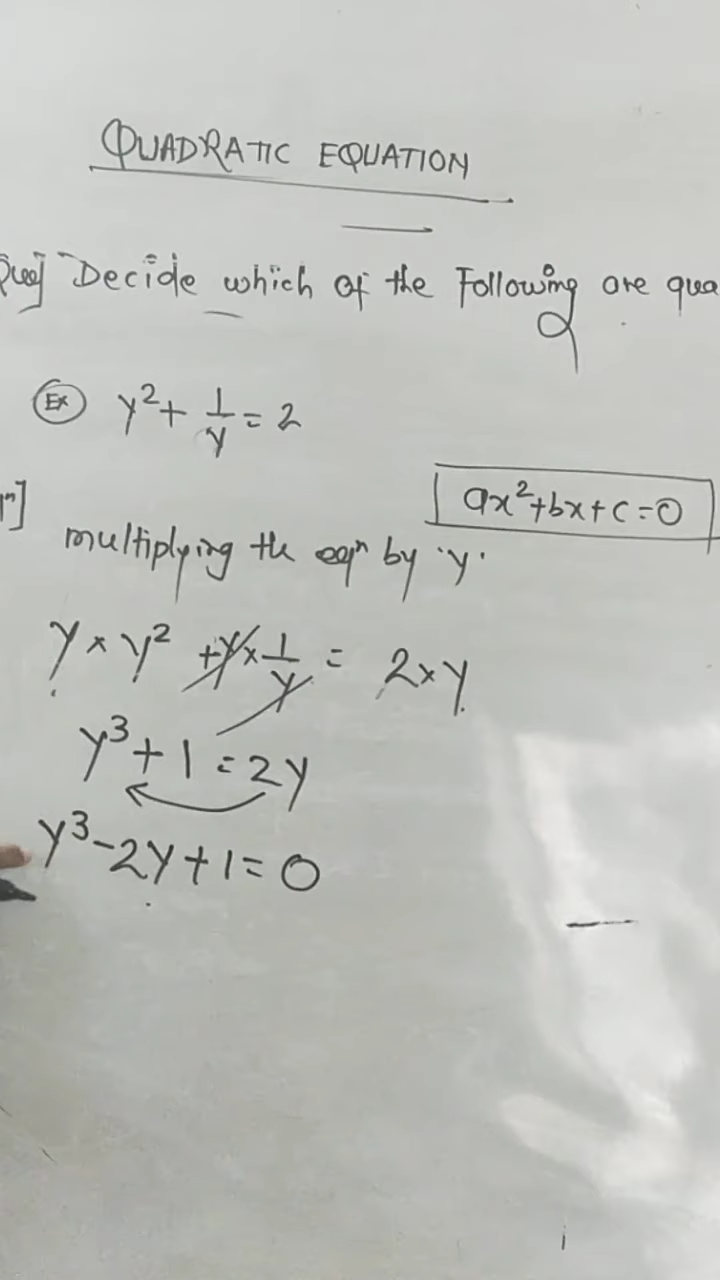 QUADRATIC EQUATION
Que] Decide which of the Following are qua
Ex y² + 1/y = 2
ax²+bx+c=0
multiplying the eqⁿ by 'y'
y × y² + y × 1/y = 2×y
y³ + 1 = 2y
y³ - 2y + 1 = 0